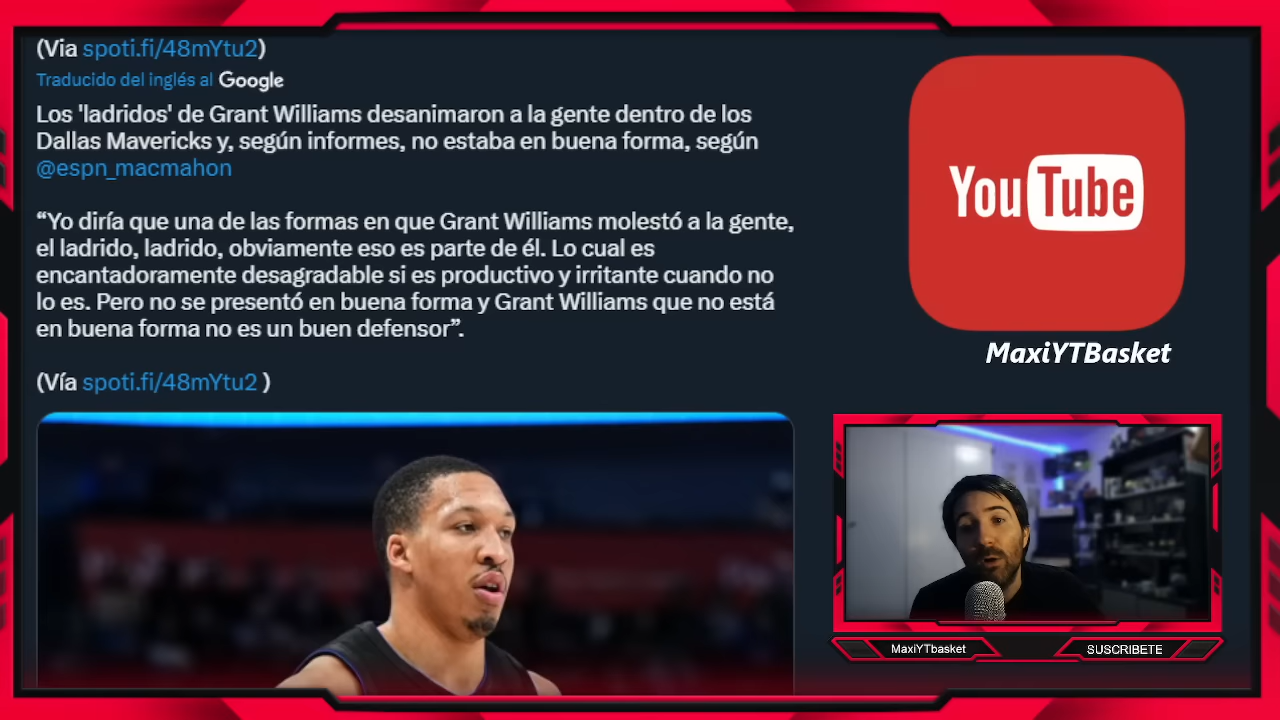 (Via spoti.fi/48mYtu2)
Traducido del inglés al Google
Los 'ladridos' de Grant Williams desanimaron a la gente dentro de los
Dallas Mavericks y, según informes, no estaba en buena forma, según
@espn_macmahon
“Yo diría que una de las formas en que Grant Williams molestó a la gente,
el ladrido, ladrido, obviamente eso es parte de él. Lo cual es
encantadoramente desagradable si es productivo y irritante cuando no
lo es. Pero no se presentó en buena forma y Grant Williams que no está
en buena forma no es un buen defensor”.
(Vía spoti.fi/48mYtu2 )
YouTube
MaxiYTBasket
MaxiYTbasket
SUSCRIBETE